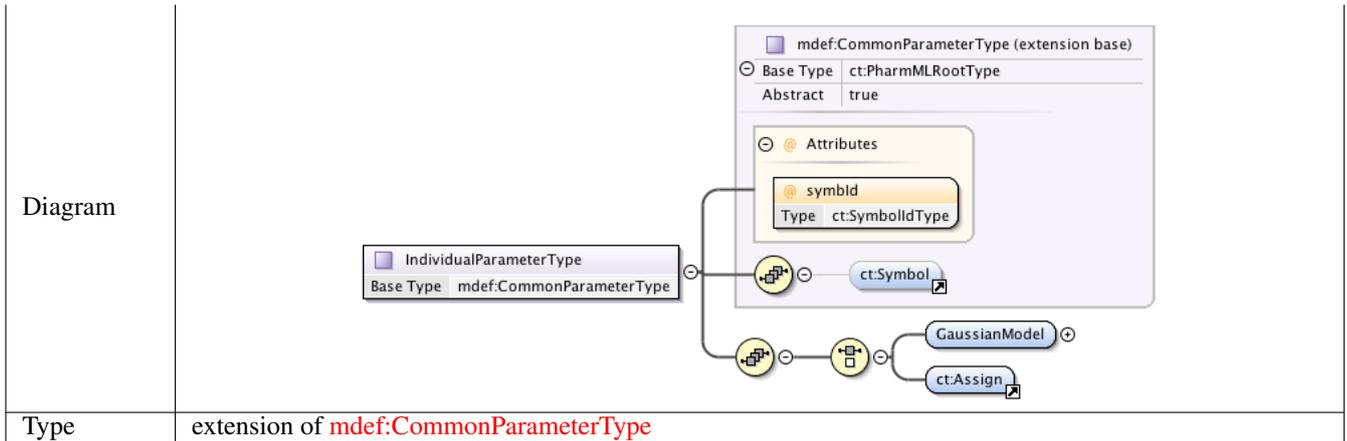 mdef:CommonParameterType (extension base)
Base Type ct:PharmMLRootType
Abstract true
@ Attributes
@ symbId
Type ct:SymbolIdType
Diagram
IndividualParameterType
Base Type mdef:CommonParameterType
ct:Symbol
GaussianModel
ct:Assign
Type extension of mdef:CommonParameterType